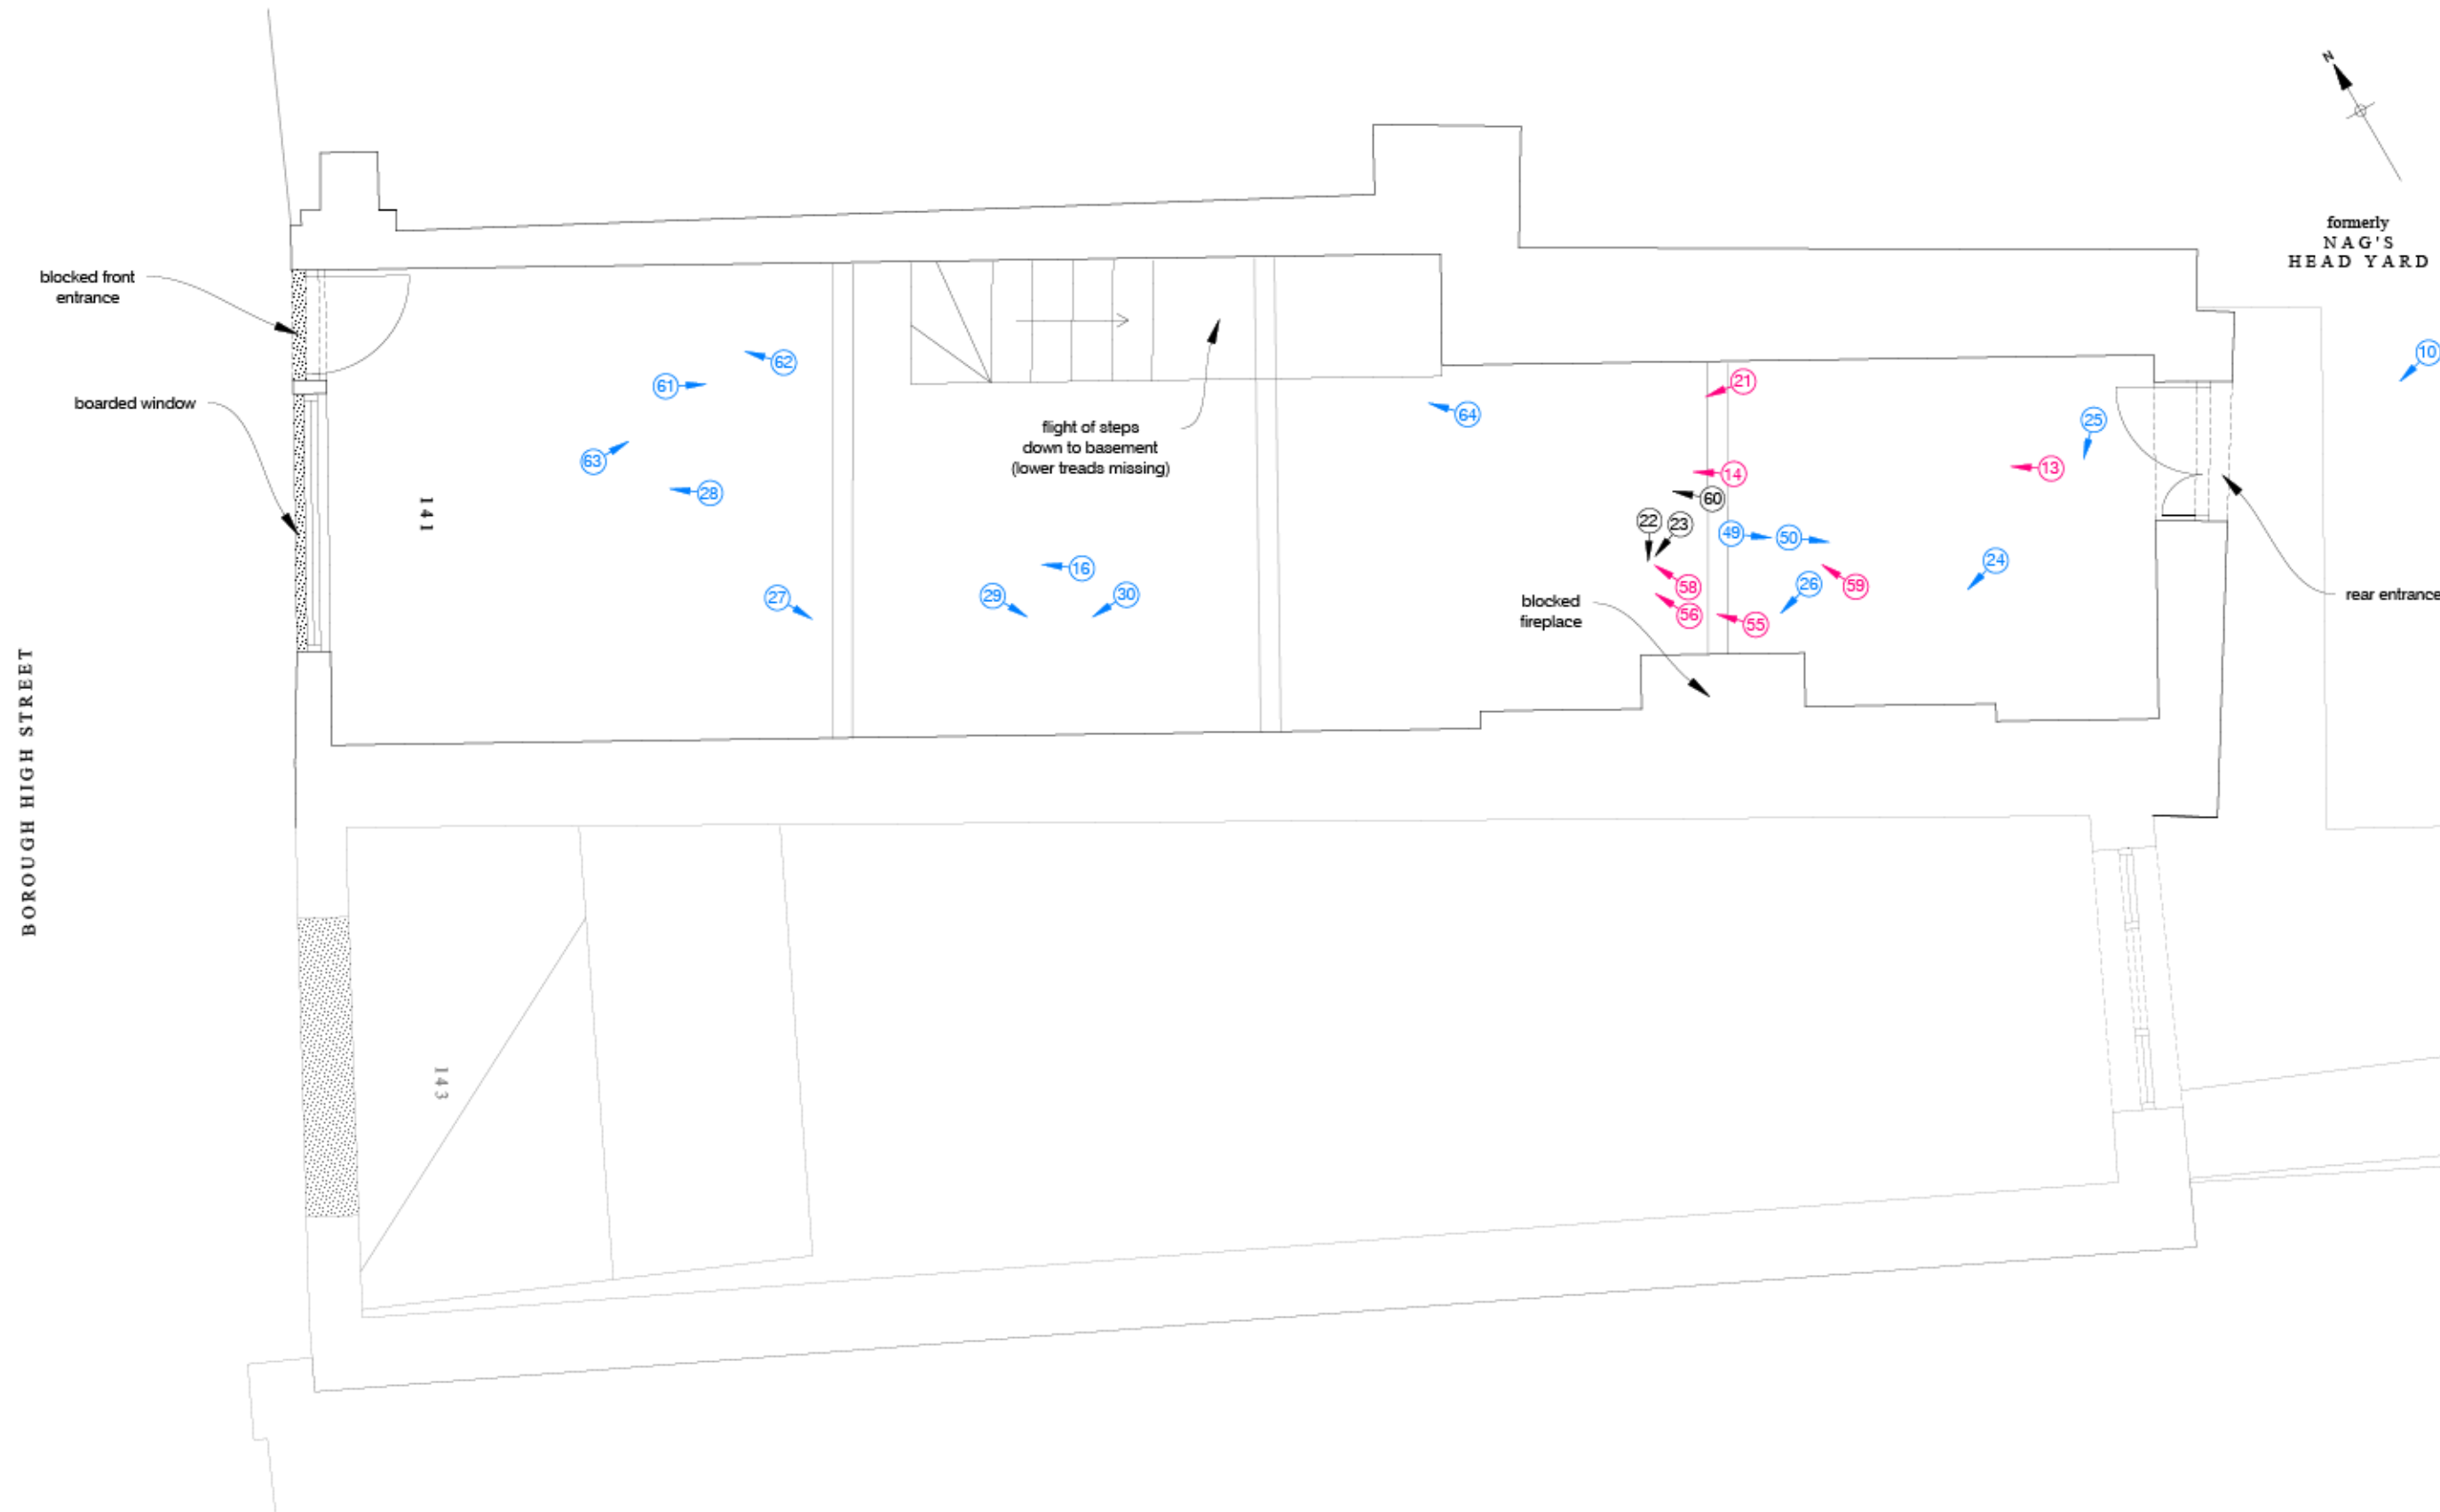 N
formerly
NAG'S
HEAD YARD
blocked front
entrance
boarded window
flight of steps
down to basement
(lower treads missing)
blocked
fireplace
rear entrance
BOROUGH HIGH STREET
141
143
10
62
61
63
28
27
16
29
30
64
21
14
60
22
23
49
50
58
56
55
26
59
24
13
25